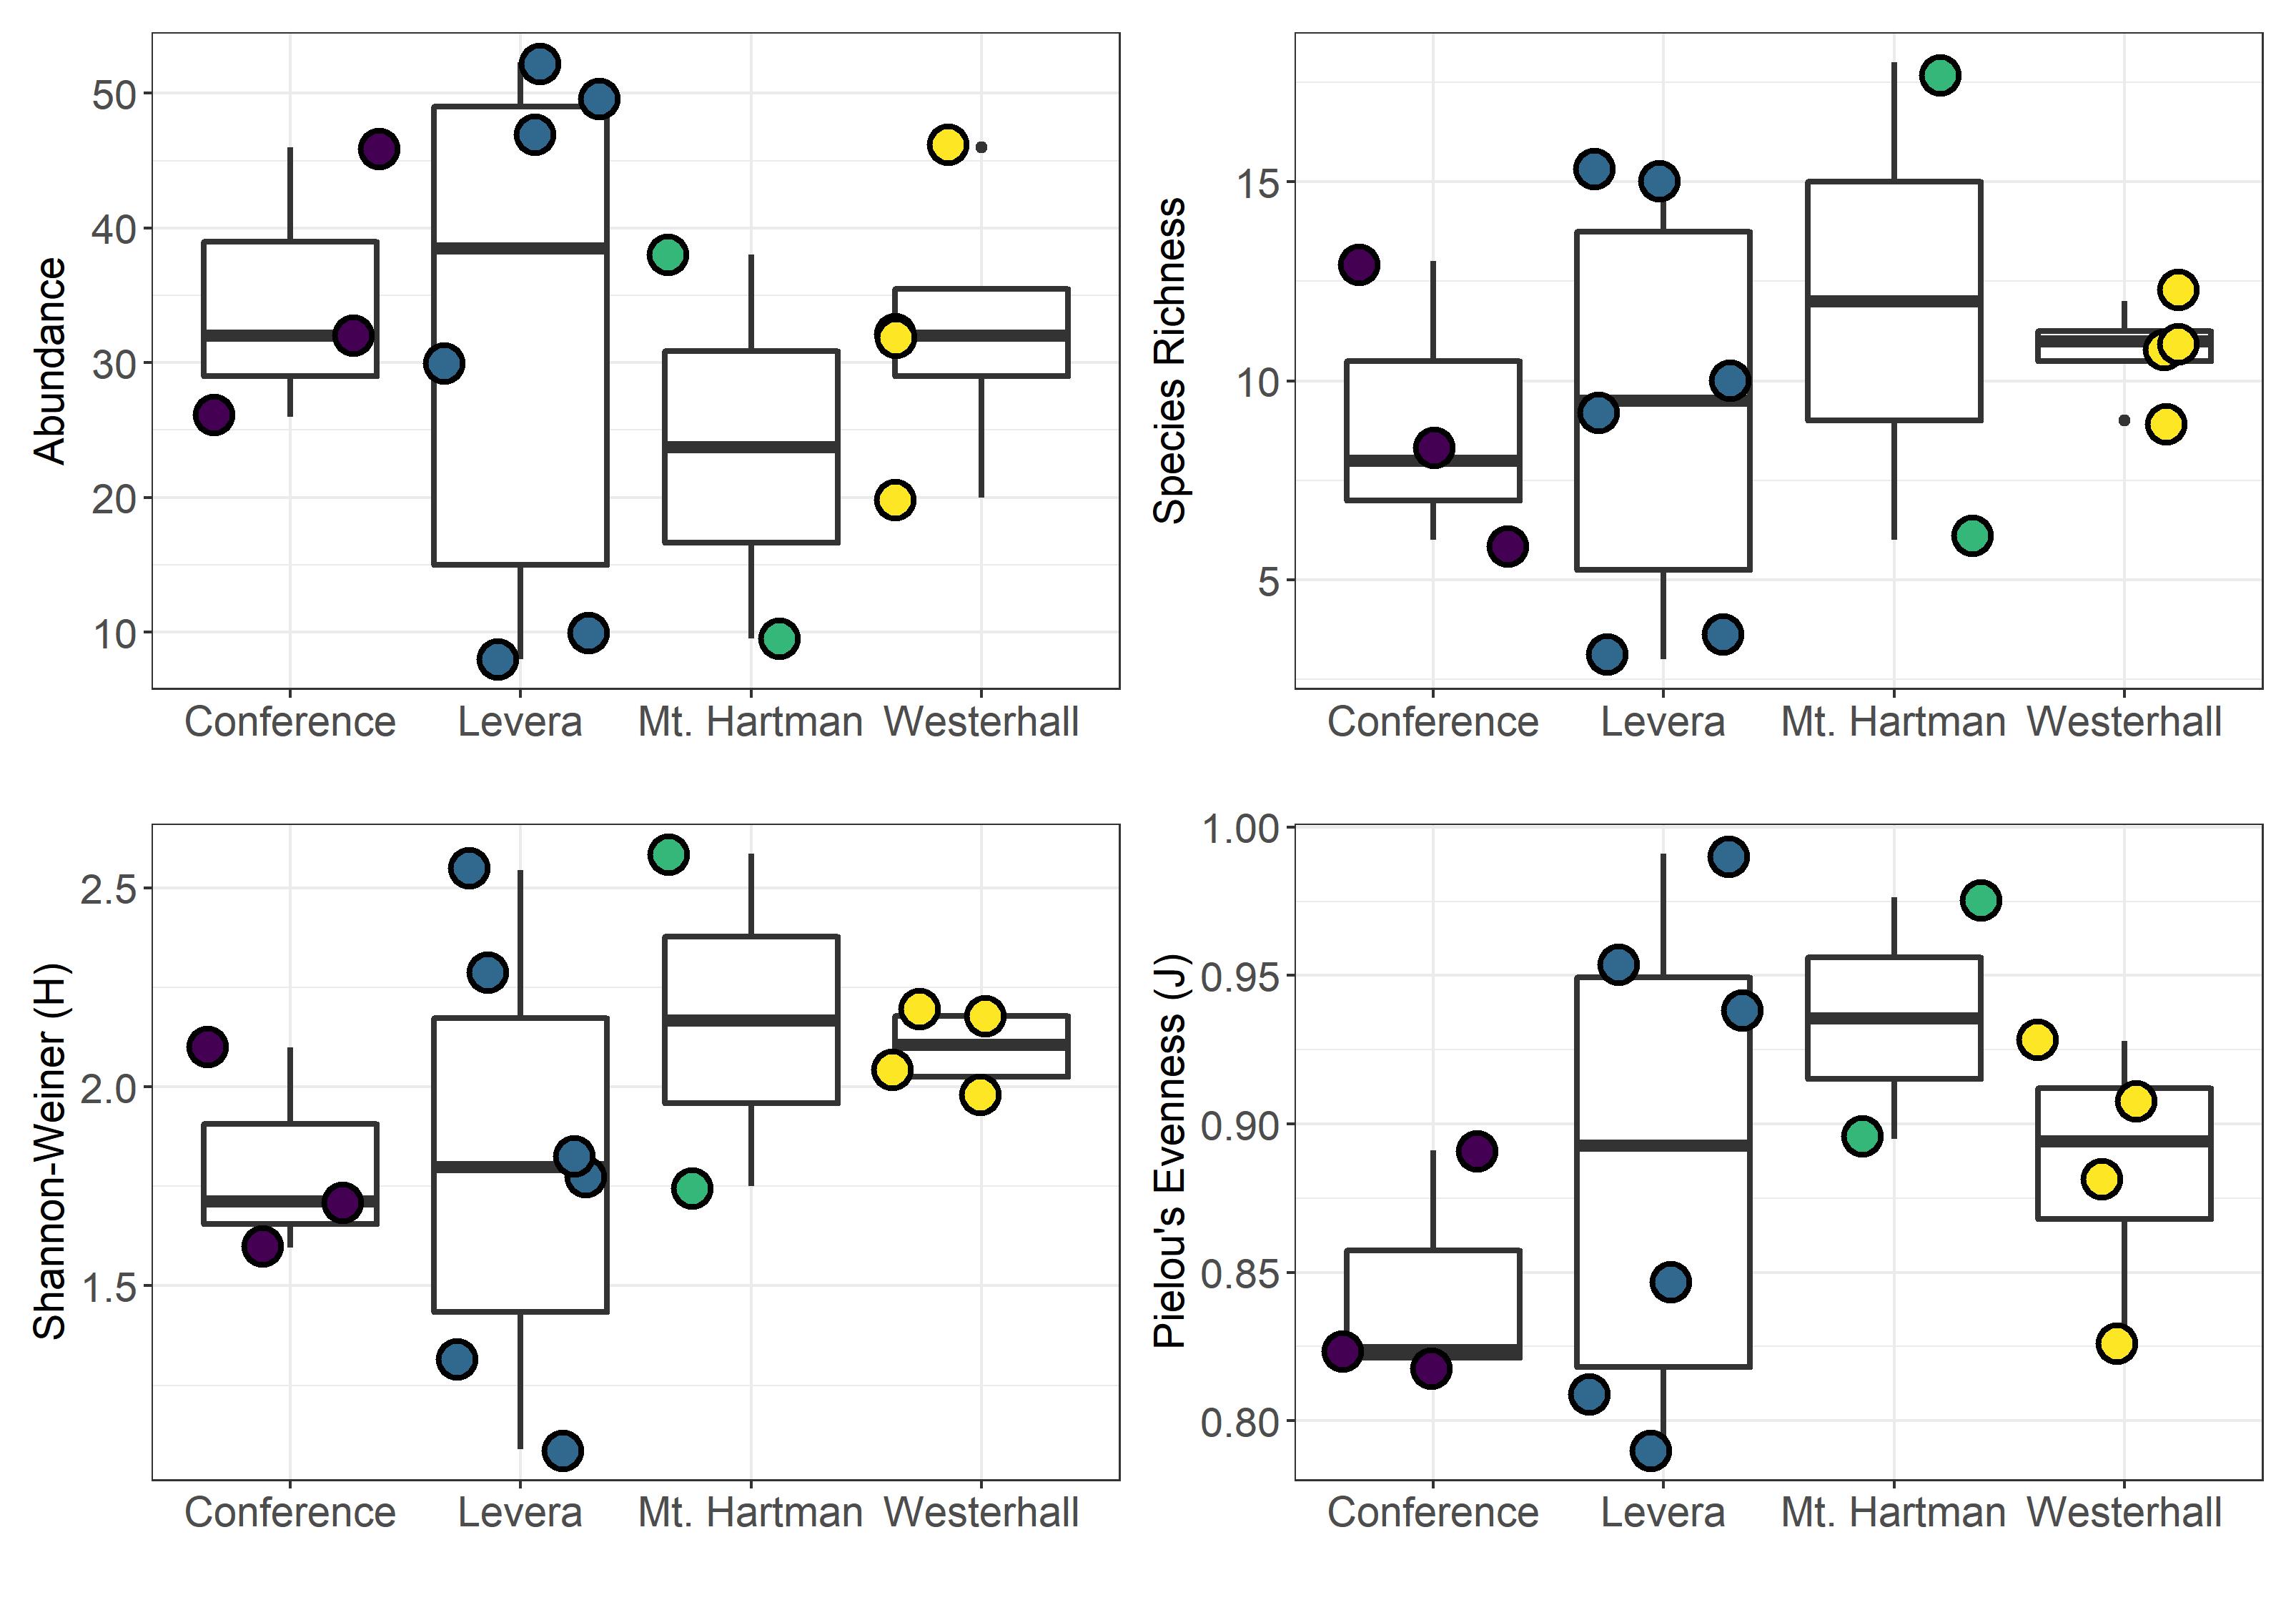 Abundance
50
40
30
20
10
Conference Levera Mt. Hartman Westerhall
Species Richness
15
10
5
Conference Levera Mt. Hartman Westerhall
Shannon-Weiner (H)
2.5
2.0
1.5
Conference Levera Mt. Hartman Westerhall
Pielou's Evenness (J)
1.00
0.95
0.90
0.85
0.80
Conference Levera Mt. Hartman Westerhall